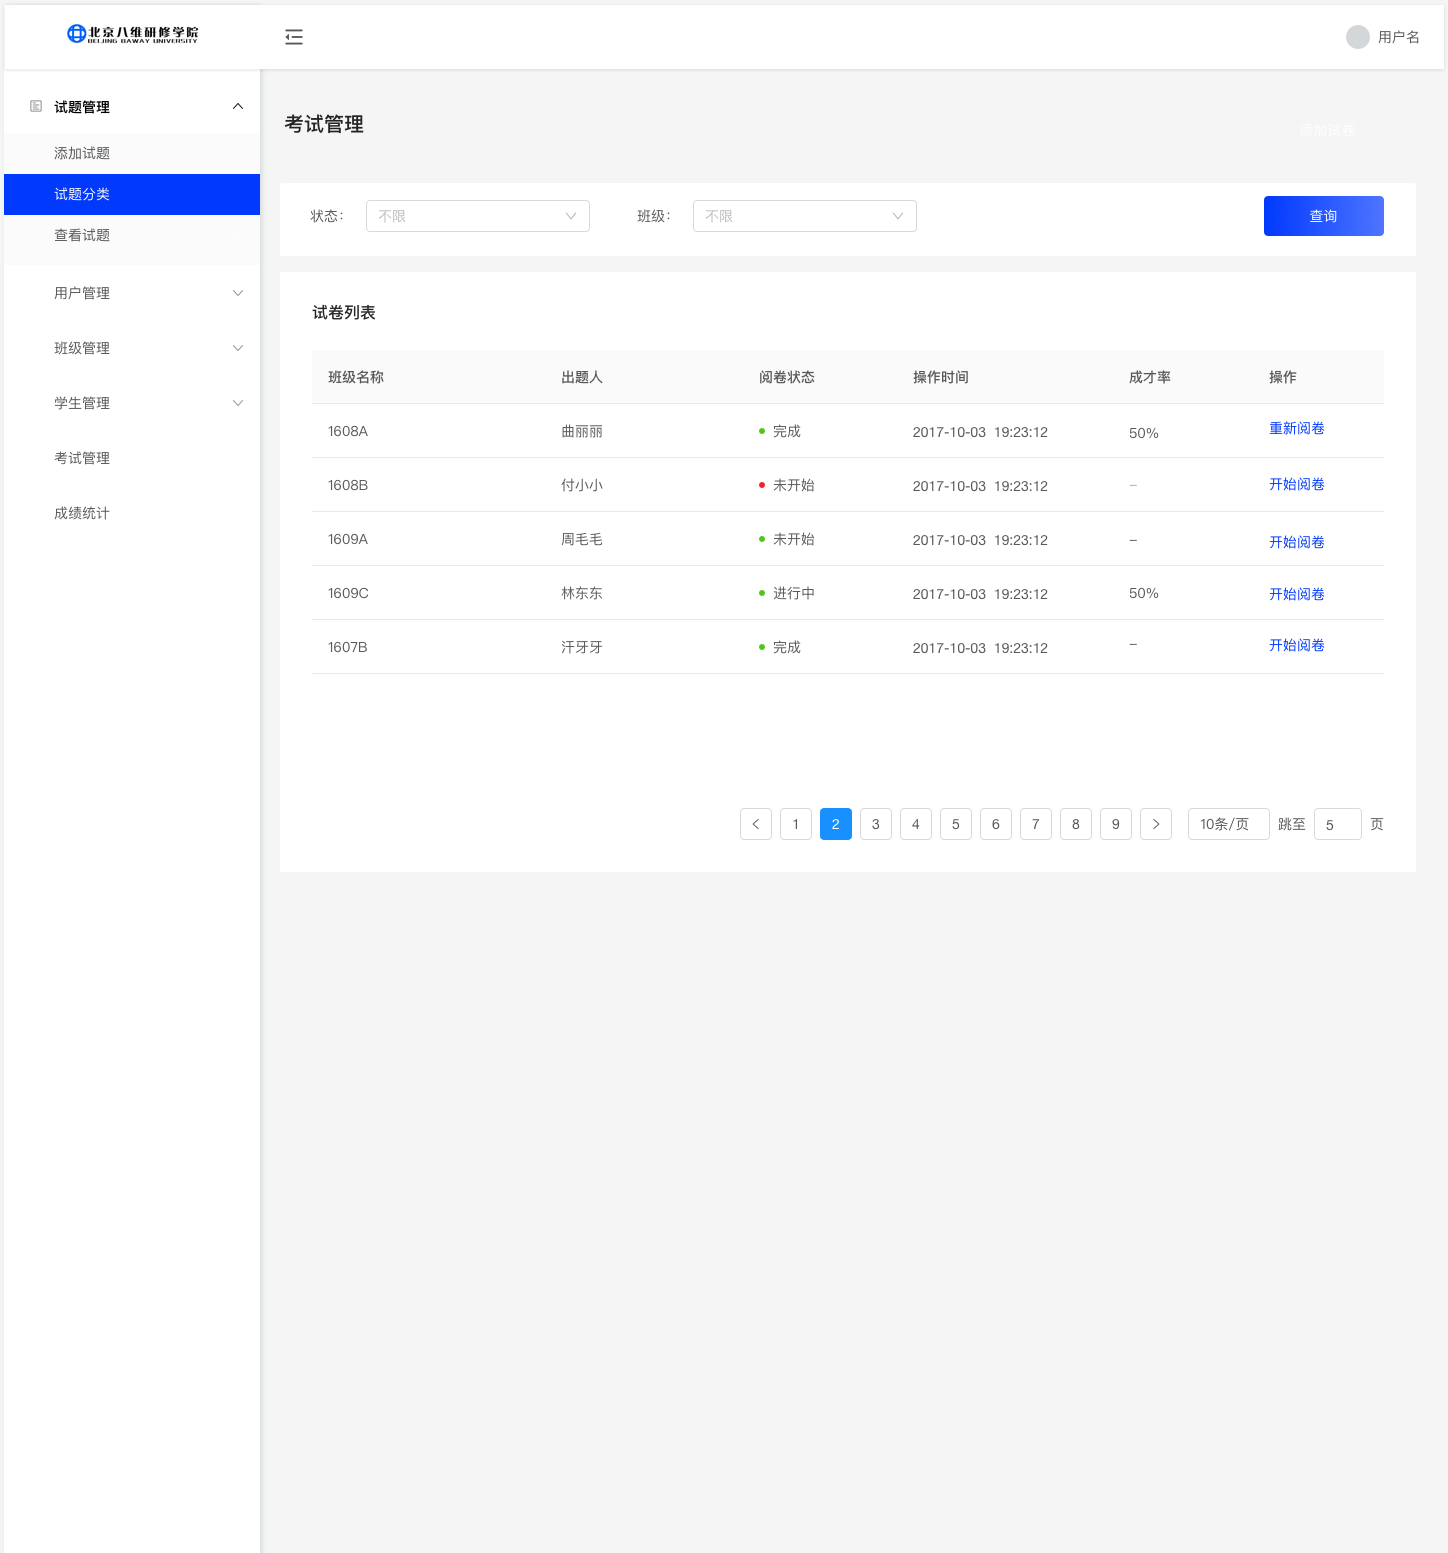 北京八维研修学院
BEIJING BAWAY UNIVERSITY
用户名
试题管理
添加试题
试题分类
查看试题
用户管理
班级管理
学生管理
考试管理
成绩统计
考试管理
添加试卷
状态： 不限 班级： 不限 查询
试卷列表
班级名称 出题人 阅卷状态 操作时间 成才率 操作
1608A 曲丽丽 完成 2017-10-03 19:23:12 50% 重新阅卷
1608B 付小小 未开始 2017-10-03 19:23:12 – 开始阅卷
1609A 周毛毛 未开始 2017-10-03 19:23:12 – 开始阅卷
1609C 林东东 进行中 2017-10-03 19:23:12 50% 开始阅卷
1607B 汗牙牙 完成 2017-10-03 19:23:12 – 开始阅卷
1 2 3 4 5 6 7 8 9 10条/页 跳至 5 页